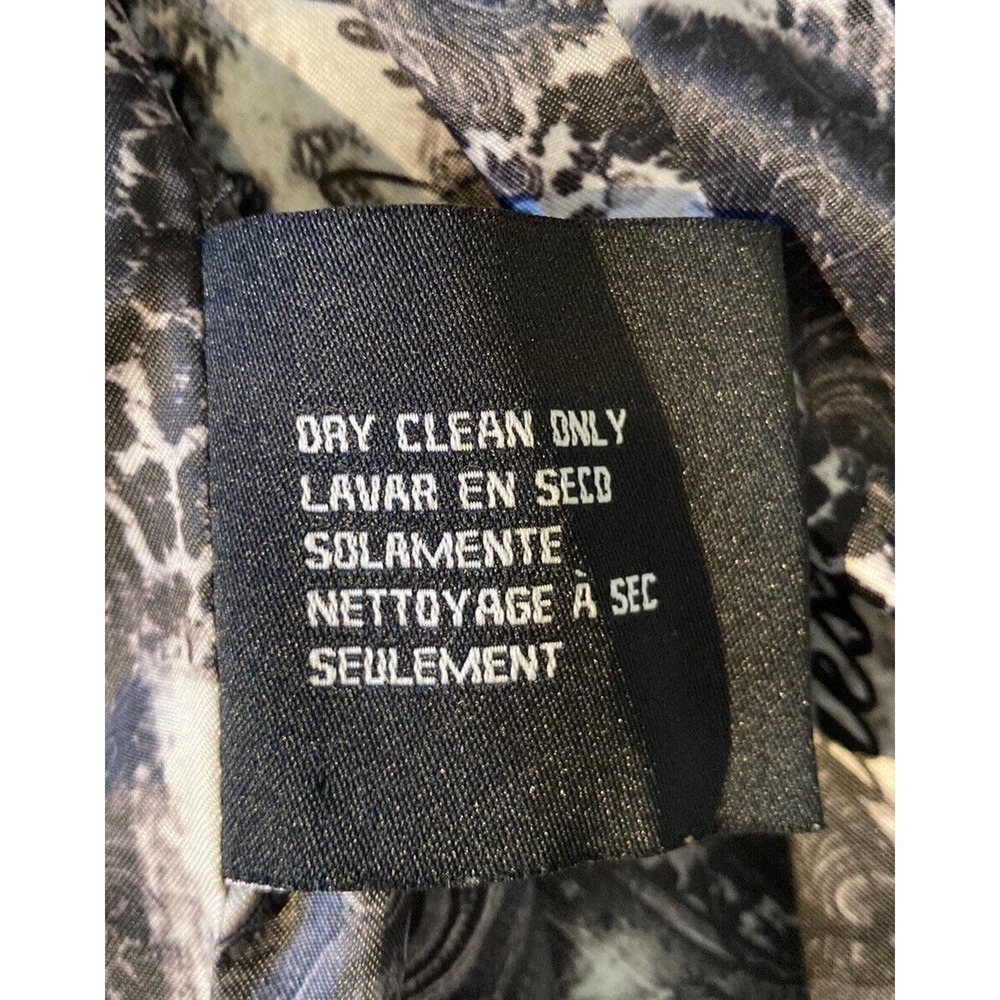 DRY CLEAN ONLY
LAVAR EN SECO
SOLAMENTE
NETTOYAGE À SEC
SEULEMENT